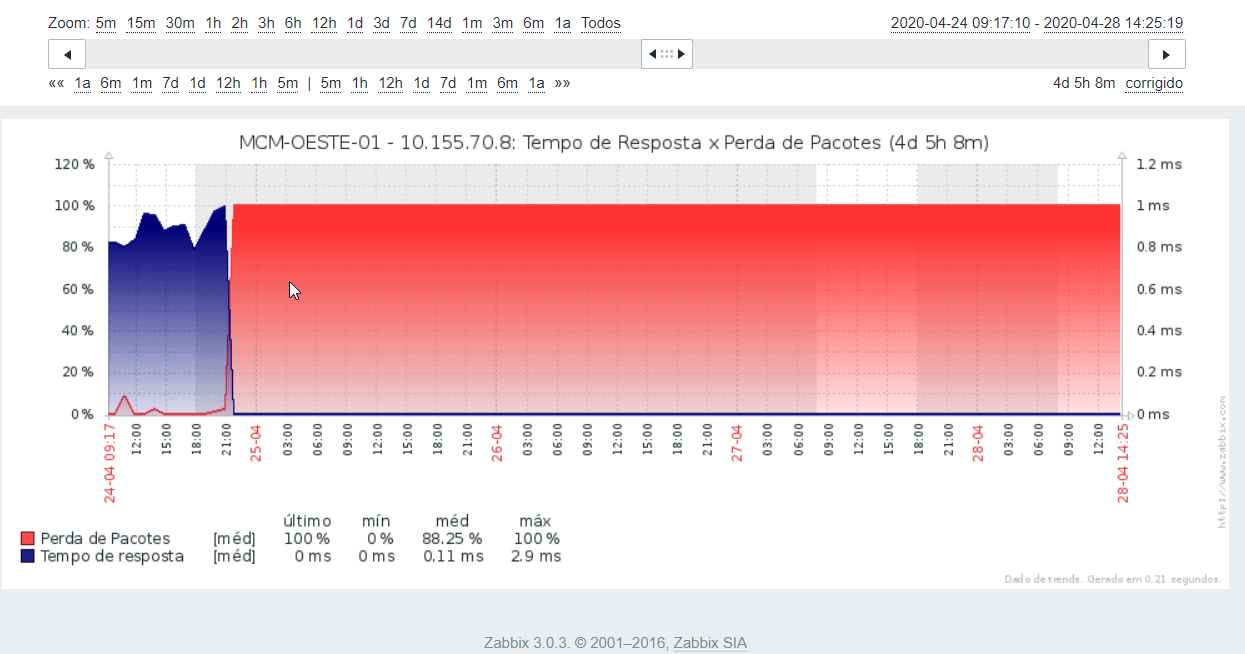 Zoom: 5m 15m 30m 1h 2h 3h 6h 12h 1d 3d 7d 14d 1m 3m 6m 1a Todos 2020-04-24 09:17:10 - 2020-04-28 14:25:19
«« 1a 6m 1m 7d 1d 12h 1h 5m | 5m 1h 12h 1d 7d 1m 6m 1a »» 4d 5h 8m corrigido
MCM-OESTE-01 - 10.155.70.8: Tempo de Resposta x Perda de Pacotes (4d 5h 8m)
120 % 1.2 ms
100 % 1 ms
80 % 0.8 ms
60 % 0.6 ms
40 % 0.4 ms
20 % 0.2 ms
0 % 0 ms
24-04 09:17 12:00 15:00 18:00 21:00 25-04 03:00 06:00 09:00 12:00 15:00 18:00 21:00 26-04 03:00 06:00 09:00 12:00 15:00 18:00 21:00 27-04 03:00 06:00 09:00 12:00 15:00 18:00 21:00 28-04 03:00 06:00 09:00 12:00 28-04 14:25
http://www.zabbix.com
último mín méd máx
Perda de Pacotes [méd] 100 % 0 % 88.25 % 100 %
Tempo de resposta [méd] 0 ms 0 ms 0.11 ms 2.9 ms
Dado de trends. Gerado em 0.21 segundos.
Zabbix 3.0.3. © 2001–2016, Zabbix SIA